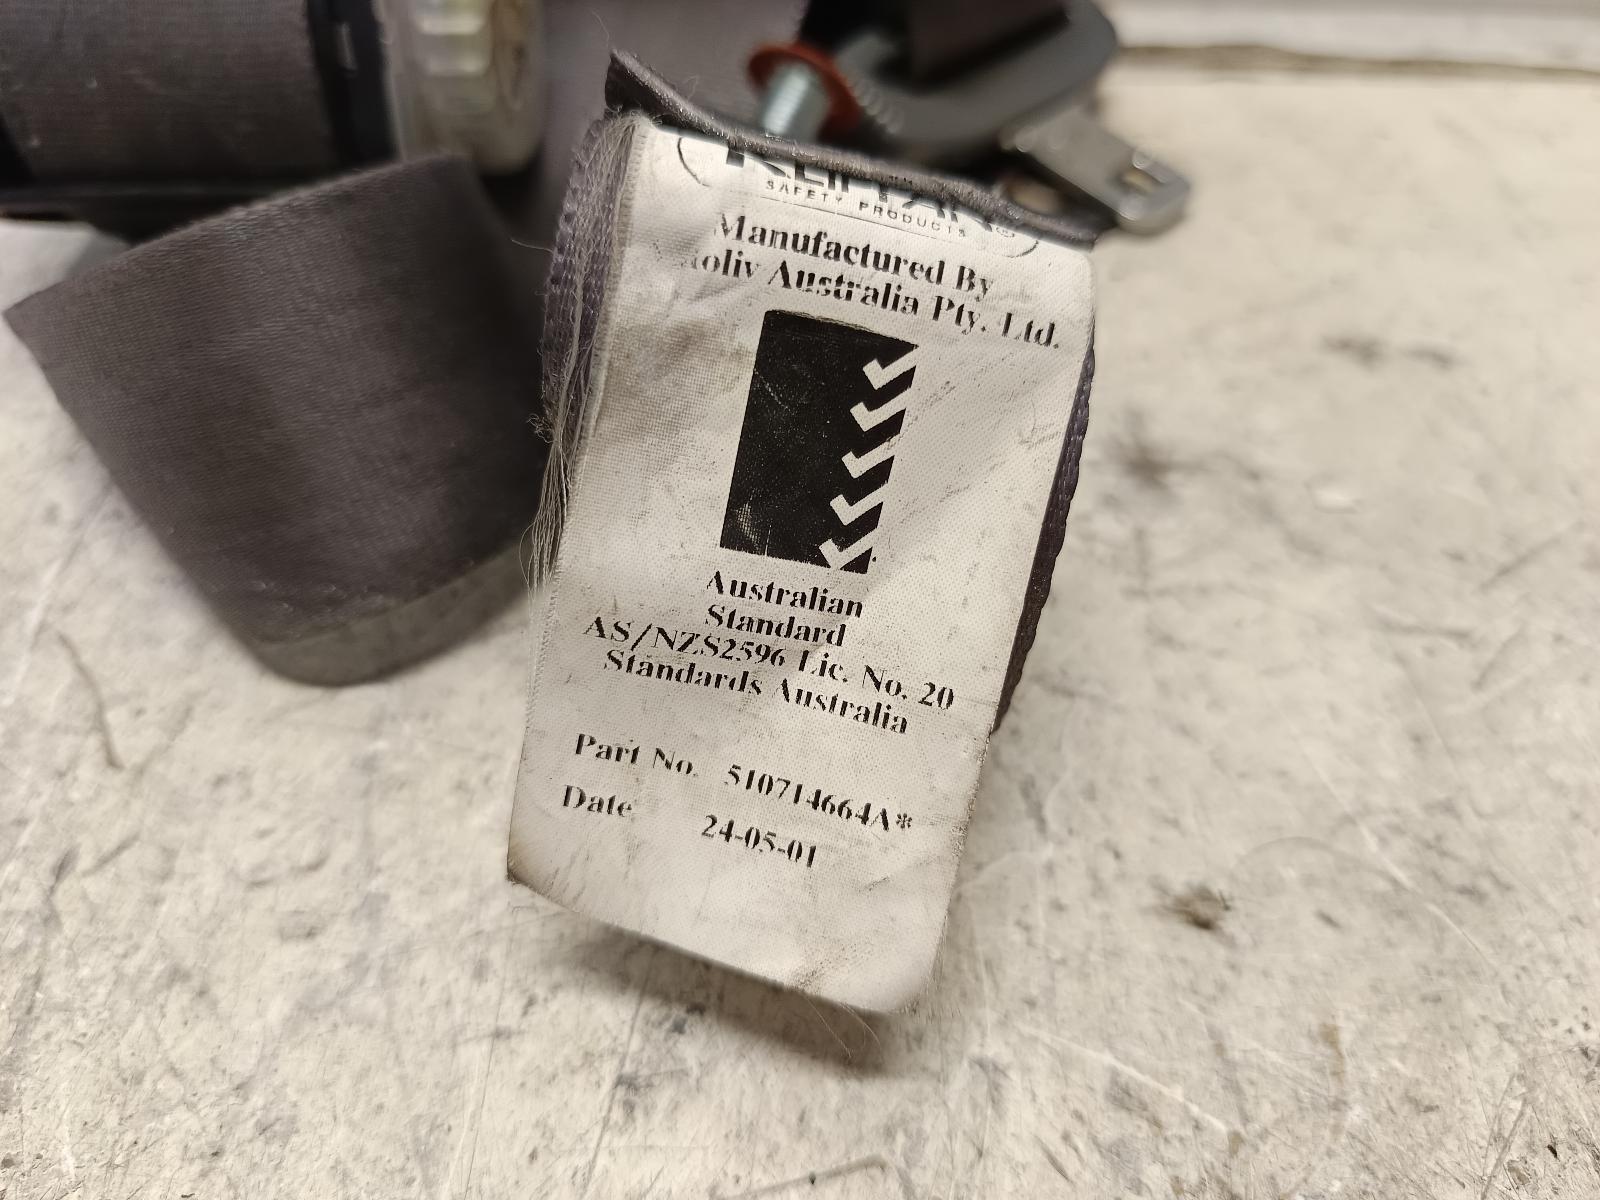 KLIPPAN®
SAFETY PRODUCTS
Manufactured By
Australia Pty. Ltd.
Australian
Standard
AS/NZS2596 Lic. No. 20
Standards Australia
Part No. 510714664A*
Date 24-05-01